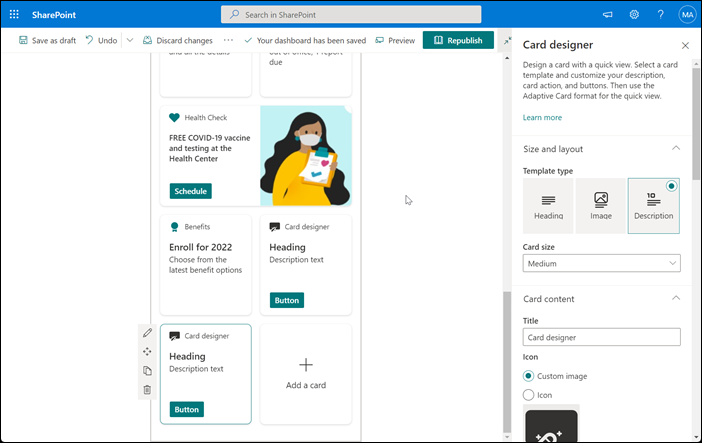 SharePoint
Search in SharePoint
MA
Save as draft
Undo
Discard changes
Your dashboard has been saved
Preview
Republish
and all the details
out of office, 1 report
due
Health Check
FREE COVID-19 vaccine
and testing at the
Health Center
Schedule
Benefits
Enroll for 2022
Choose from the
latest benefit options
Card designer
Heading
Description text
Button
Card designer
Heading
Description text
Button
Add a card
Card designer
Design a card with a quick view. Select a card
template and customize your description,
card action, and buttons. Then use the
Adaptive Card format for the quick view.
Learn more
Size and layout
Template type
Heading
Image
10
Description
Card size
Medium
Card content
Title
Card designer
Icon
Custom image
Icon